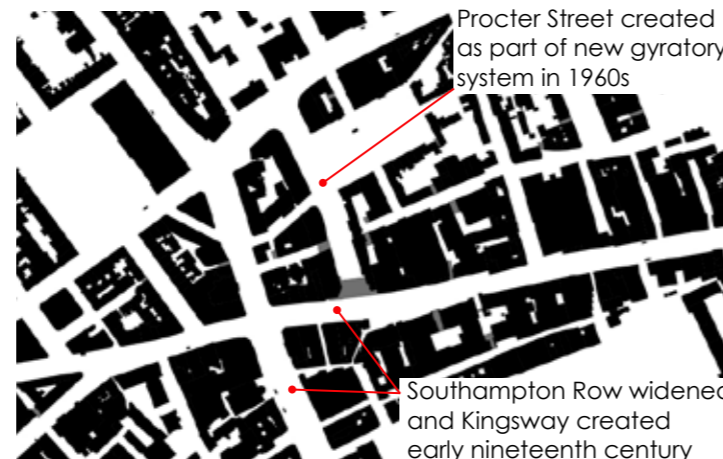 Procter Street created
as part of new gyratory
system in 1960s
Southampton Row widened
and Kingsway created
early nineteenth century